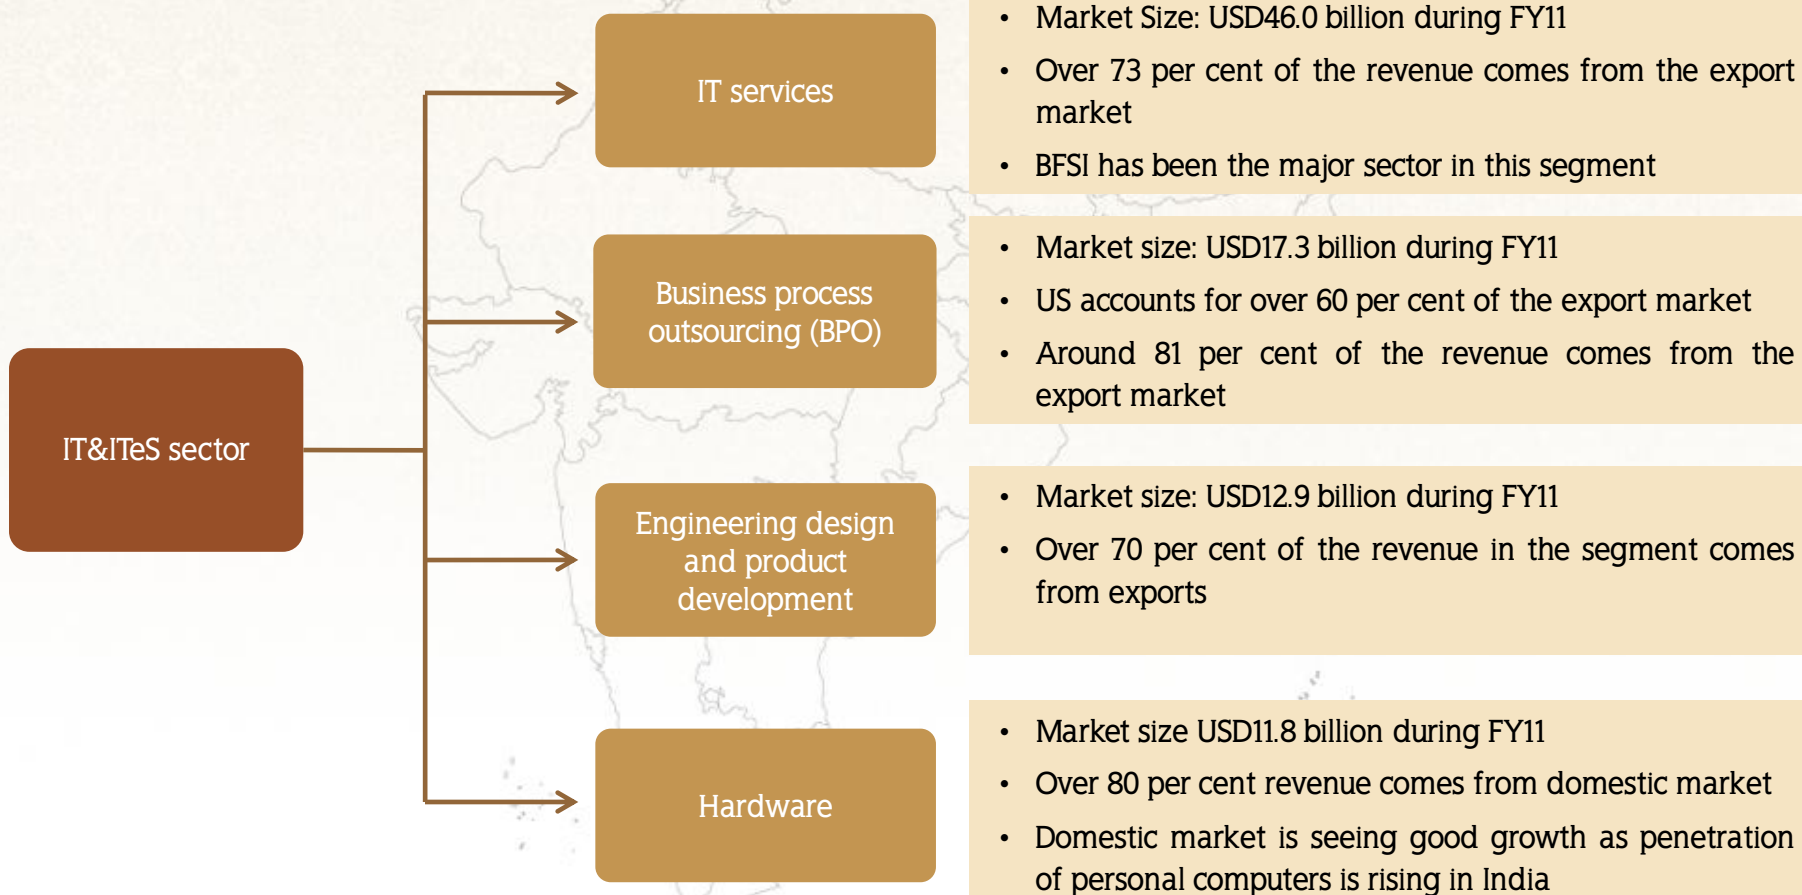 IT&ITeS sector
IT services
• Market Size: USD46.0 billion during FY11
• Over 73 per cent of the revenue comes from the export
market
• BFSI has been the major sector in this segment
Business process
outsourcing (BPO)
• Market size: USD17.3 billion during FY11
• US accounts for over 60 per cent of the export market
• Around 81 per cent of the revenue comes from the
export market
Engineering design
and product
development
• Market size: USD12.9 billion during FY11
• Over 70 per cent of the revenue in the segment comes
from exports
Hardware
• Market size USD11.8 billion during FY11
• Over 80 per cent revenue comes from domestic market
• Domestic market is seeing good growth as penetration
of personal computers is rising in India